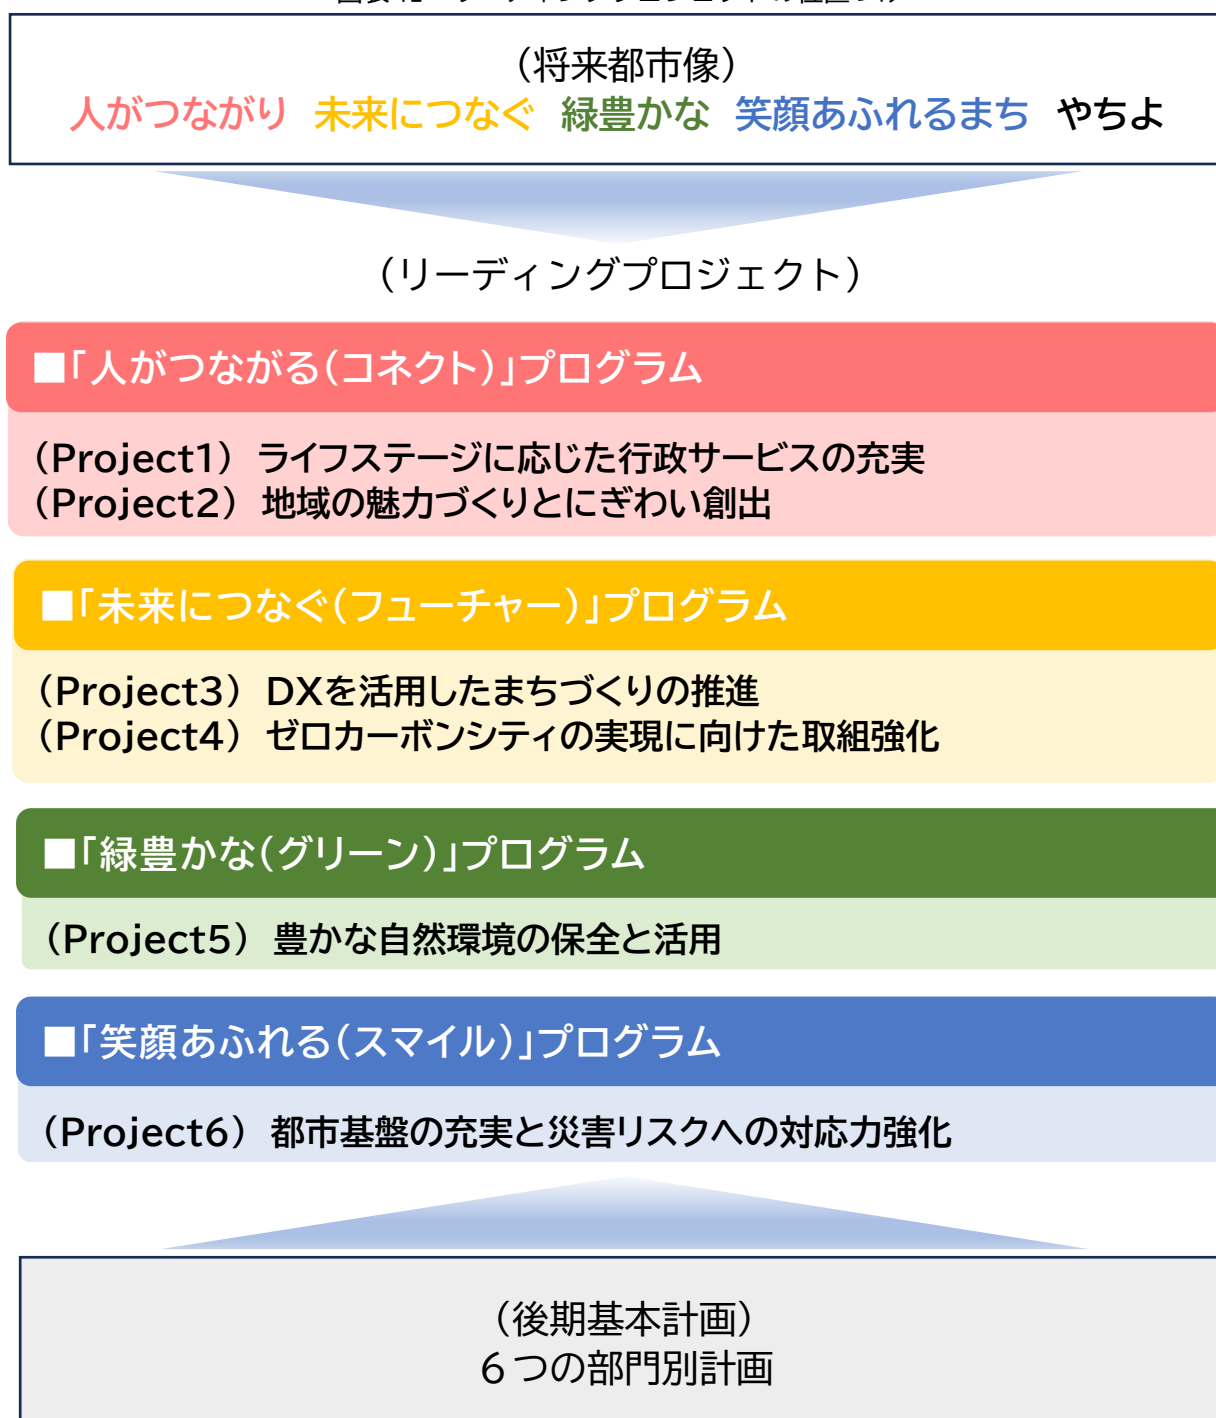 (将来都市像)
人がつながり 未来につなぐ 緑豊かな 笑顔あふれるまち やちよ
(リーディングプロジェクト)
■「人がつながる(コネクト)」プログラム
(Project1) ライフステージに応じた行政サービスの充実
(Project2) 地域の魅力づくりとにぎわい創出
■「未来につなぐ(フューチャー)」プログラム
(Project3) DXを活用したまちづくりの推進
(Project4) ゼロカーボンシティの実現に向けた取組強化
■「緑豊かな(グリーン)」プログラム
(Project5) 豊かな自然環境の保全と活用
■「笑顔あふれる(スマイル)」プログラム
(Project6) 都市基盤の充実と災害リスクへの対応力強化
(後期基本計画)
6つの部門別計画